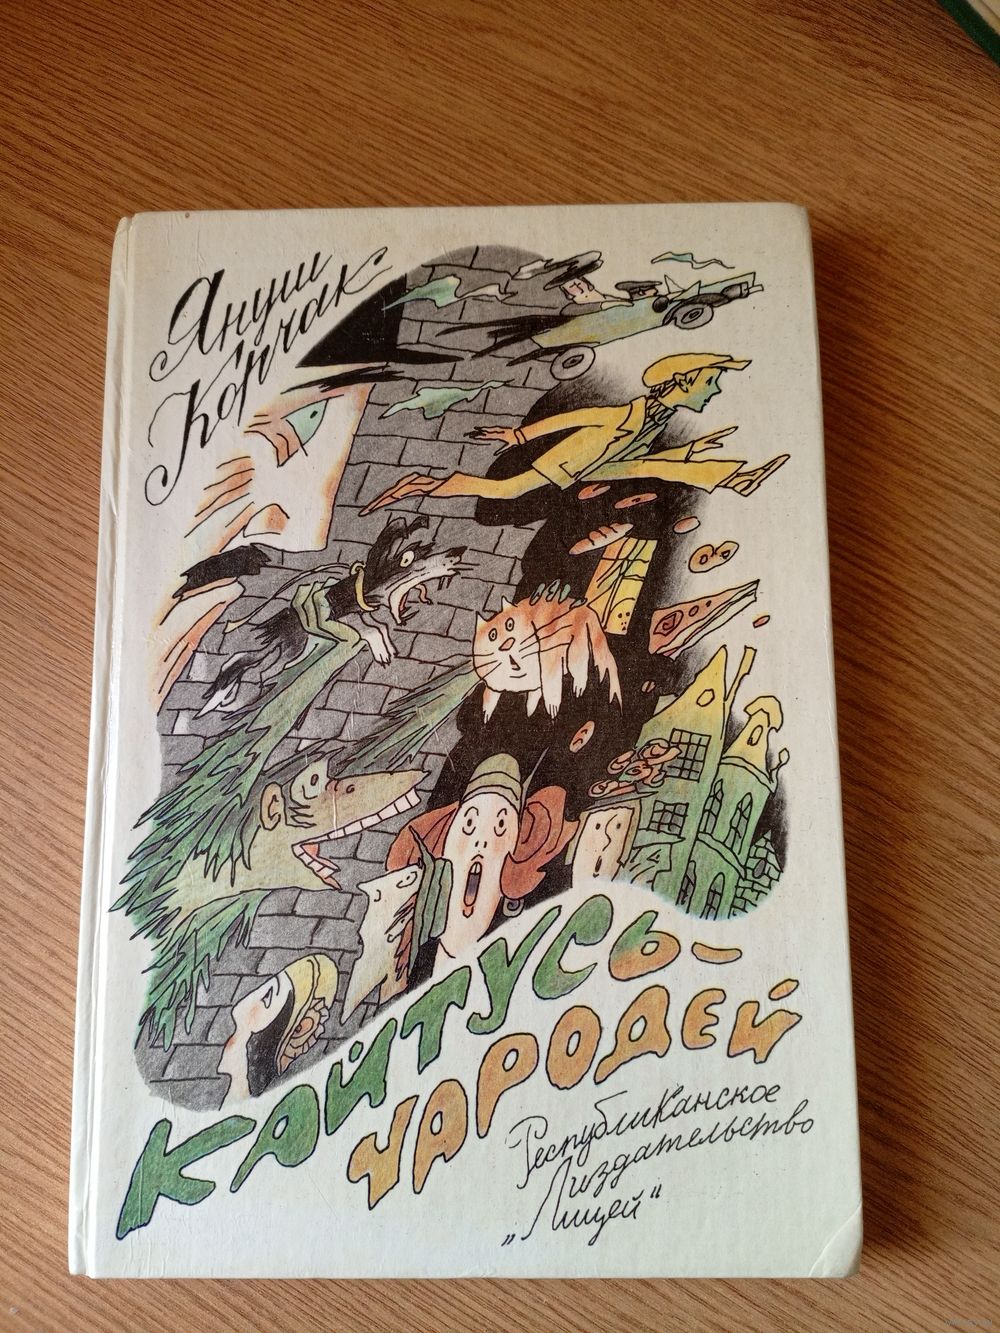 Януш
Корчак
КАЙТУСЬ-
ЧАРОДЕЙ
Республиканское
издательство
„Лицей“